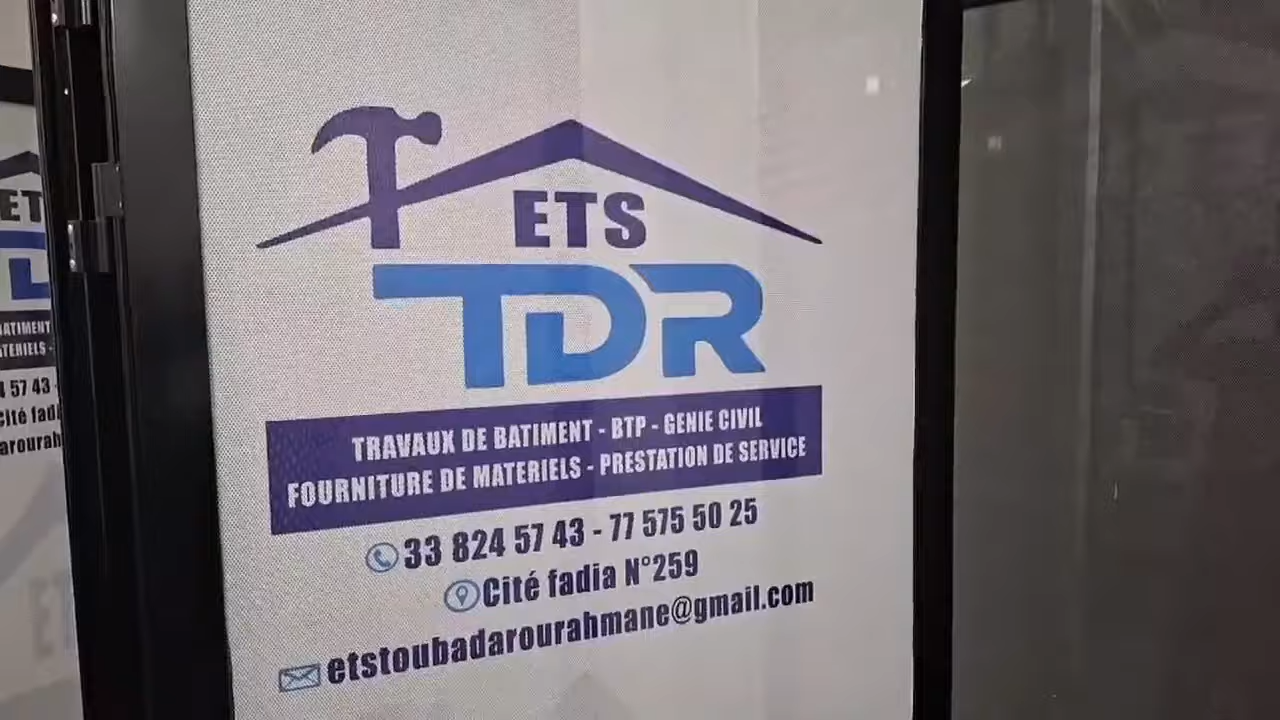 ETS
TDR
TRAVAUX DE BATIMENT - BTP - GENIE CIVIL
FOURNITURE DE MATERIELS - PRESTATION DE SERVICE
33 824 57 43 - 77 575 50 25
Cité fadia N°259
etstoubadarourahmane@gmail.com